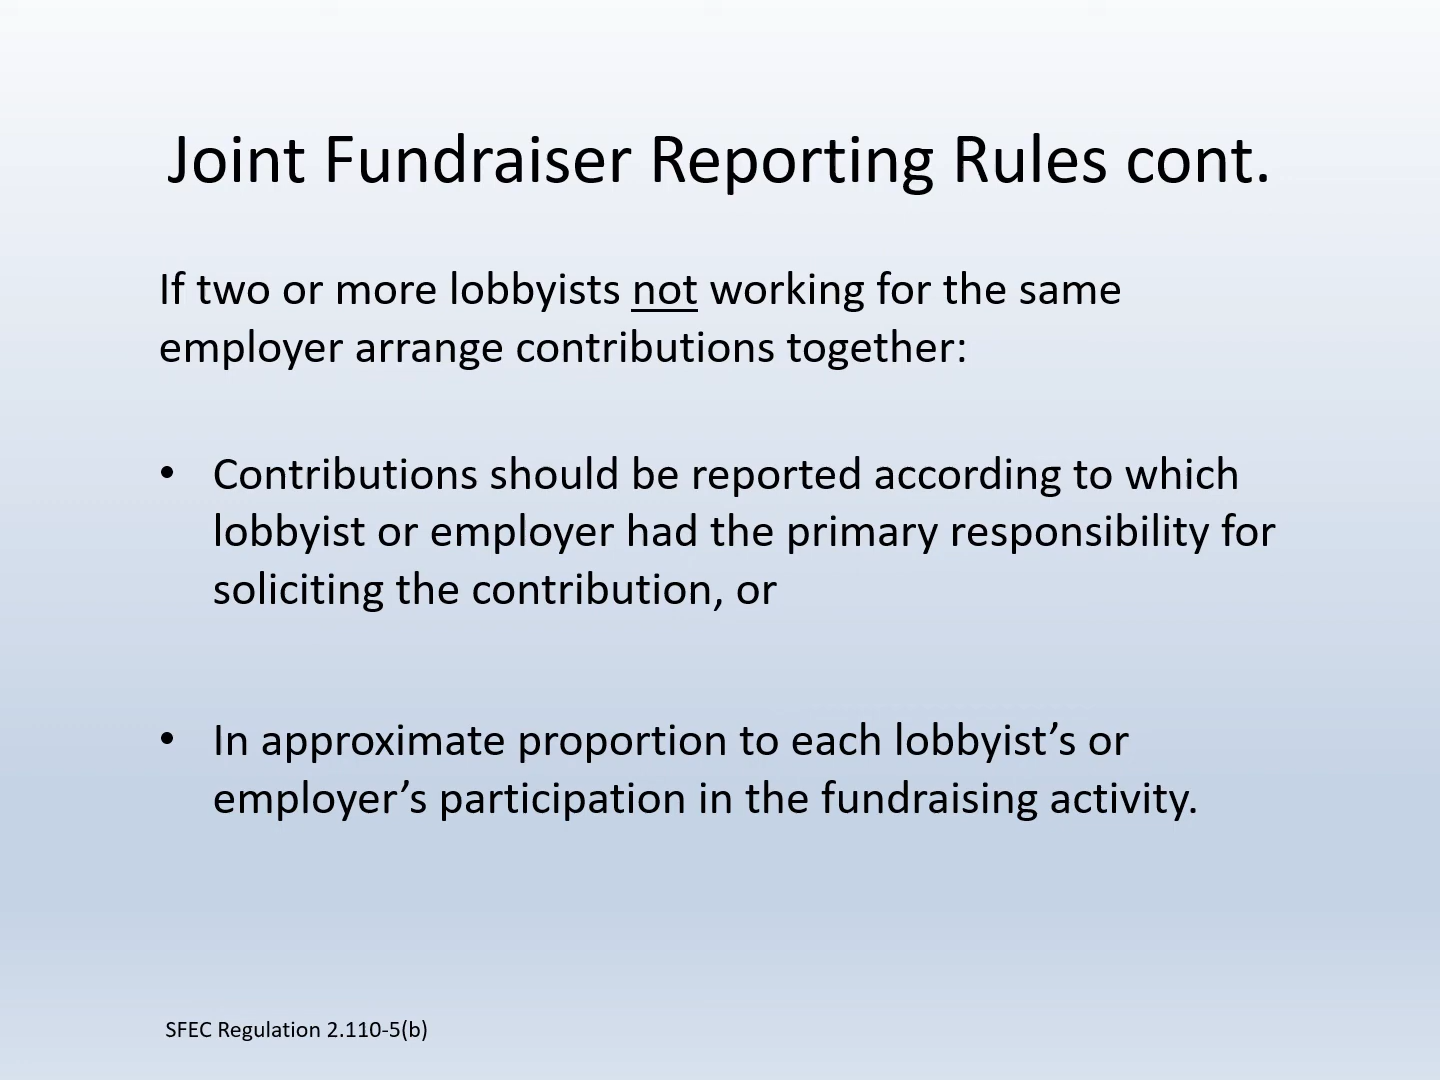 Joint Fundraiser Reporting Rules cont.
If two or more lobbyists not working for the same
employer arrange contributions together:
• Contributions should be reported according to which
lobbyist or employer had the primary responsibility for
soliciting the contribution, or
• In approximate proportion to each lobbyist’s or
employer’s participation in the fundraising activity.
SFEC Regulation 2.110-5(b)